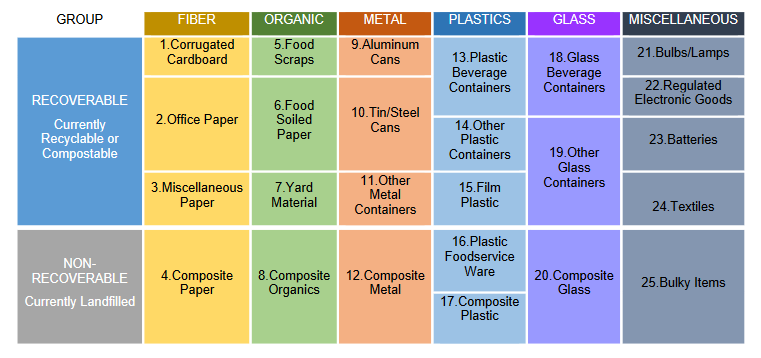 GROUP
FIBER
ORGANIC
METAL
PLASTICS
GLASS
MISCELLANEOUS
RECOVERABLE
Currently
Recyclable or
Compostable
1.Corrugated
Cardboard
2.Office Paper
3.Miscellaneous
Paper
5.Food
Scraps
6.Food
Soiled
Paper
7.Yard
Material
9.Aluminum
Cans
10.Tin/Steel
Cans
11.Other
Metal
Containers
13.Plastic
Beverage
Containers
14.Other
Plastic
Containers
15.Film
Plastic
18.Glass
Beverage
Containers
19.Other
Glass
Containers
21.Bulbs/Lamps
22.Regulated
Electronic Goods
23.Batteries
24.Textiles
NON-
RECOVERABLE
Currently Landfilled
4.Composite
Paper
8.Composite
Organics
12.Composite
Metal
16.Plastic
Foodservice
Ware
17.Composite
Plastic
20.Composite
Glass
25.Bulky Items